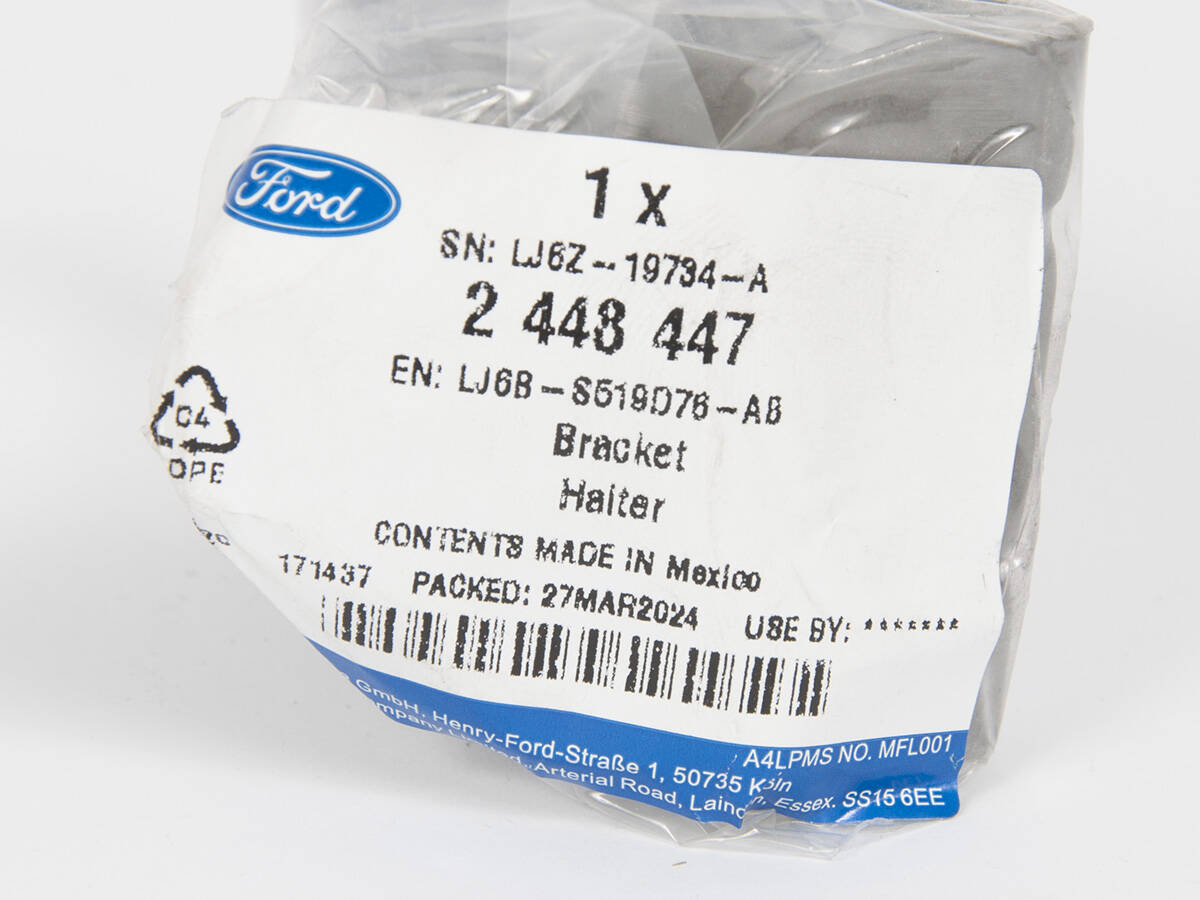 Ford
1 x
SN: LJ6Z-19734-A
2 448 447
EN: LJ6B-S519D76-AB
Bracket
Halter
C4
CONTENTS MADE IN Mexico
171437 PACKED: 27MAR2024 USE BY: *******
A4LPMS NO. MFL001
GmbH, Henry-Ford-Straße 1, 50735 Köln
Arterial Road, Essex. SS15 6EE